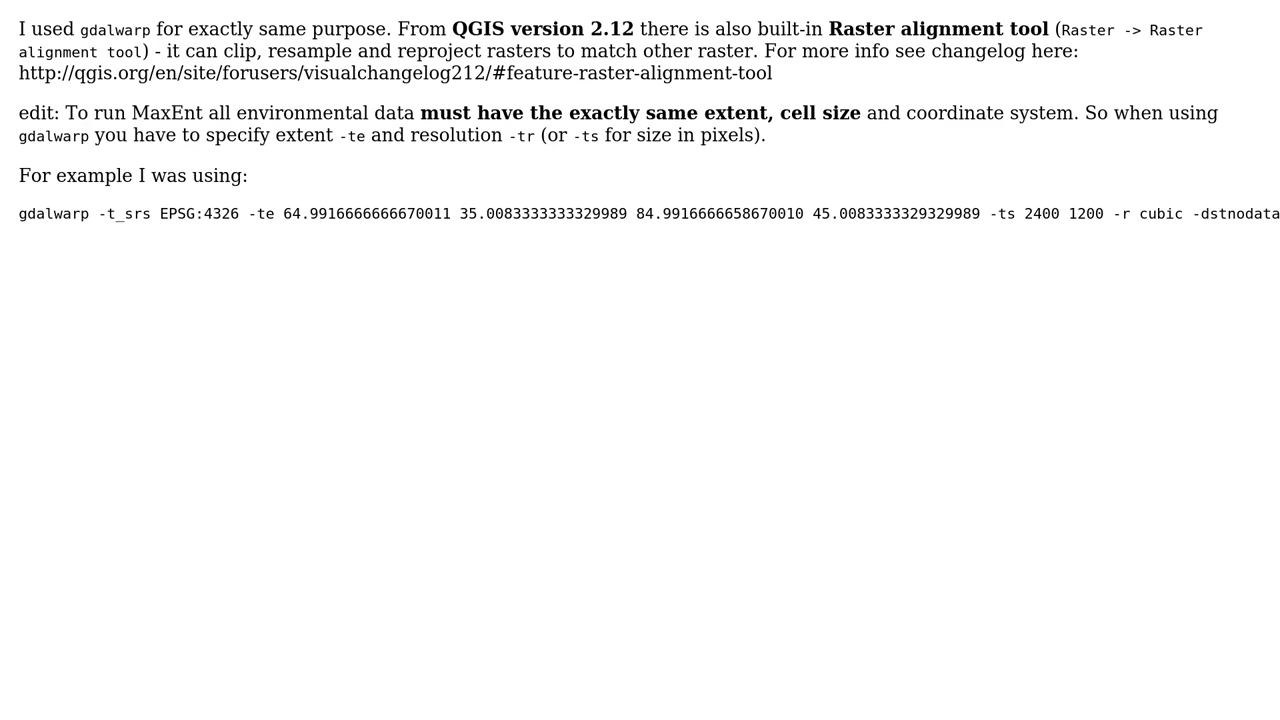 I used gdalwarp for exactly same purpose. From QGIS version 2.12 there is also built-in Raster alignment tool (Raster -> Raster
alignment tool) - it can clip, resample and reproject rasters to match other raster. For more info see changelog here:
http://qgis.org/en/site/forusers/visualchangelog212/#feature-raster-alignment-tool
edit: To run MaxEnt all environmental data must have the exactly same extent, cell size and coordinate system. So when using
gdalwarp you have to specify extent -te and resolution -tr (or -ts for size in pixels).
For example I was using:
gdalwarp -t_srs EPSG:4326 -te 64.9916666666670011 35.0083333333329989 84.9916666658670010 45.0083333329329989 -ts 2400 1200 -r cubic -dstnodata